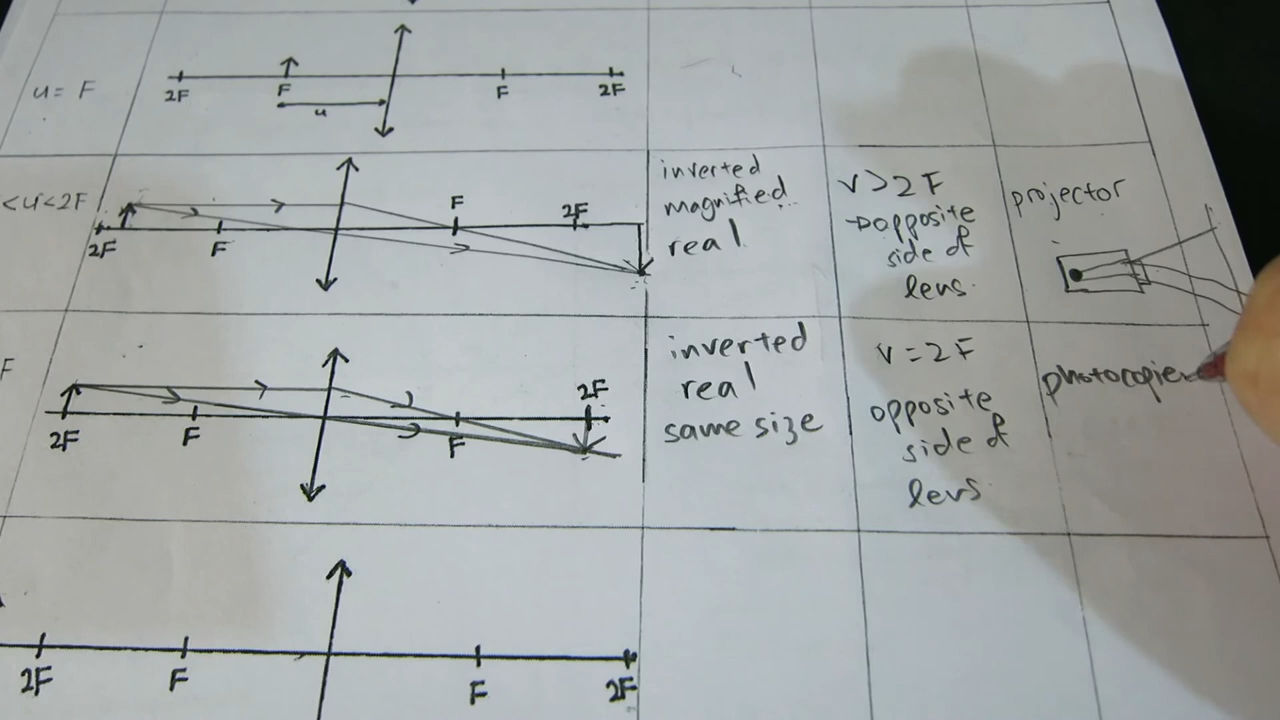 u = F
2F
F
F
2F
u
<u<2F
2F
F
F
2F
inverted
magnified
real
v>2F
→opposite
side of
lens.
projector
F
2F
F
F
2F
inverted
real
same size
v=2F
opposite
side of
lens
photocopier
2F
F
F
2F